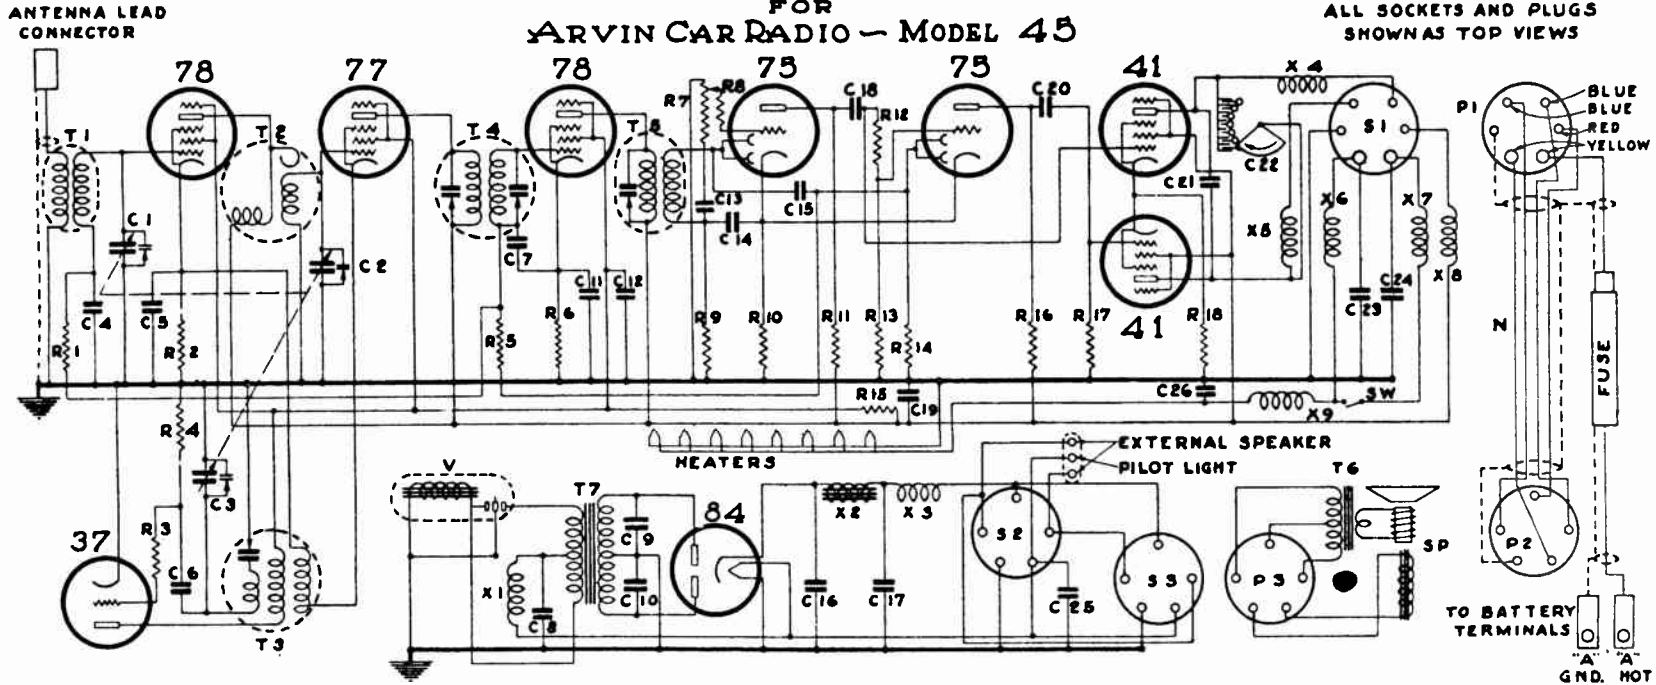 FOR
ARVIN CAR RADIO — MODEL 45
ANTENNA LEAD
CONNECTOR
ALL SOCKETS AND PLUGS
SHOWN AS TOP VIEWS
78
77
78
75
75
41
X4
T1
T2
T4
T5
R7
R8
C18
R12
C20
S1
P1
BLUE
BLUE
RED
YELLOW
C1
C2
C7
C13
C14
C15
C21
C22
X5
X6
X7
X8
C4
C5
R1
R2
R5
R6
C11
C12
R9
R10
R11
R13
R14
R16
R17
41
R18
C23
C24
N
FUSE
R4
C3
R15
C19
C26
X9
SW
HEATERS
EXTERNAL SPEAKER
PILOT LIGHT
V
T7
84
X2
X3
T6
37
R3
C6
T3
X1
C8
C9
C10
C16
C17
S2
C25
S3
P3
SP
P2
TO BATTERY
TERMINALS
"A" "A"
GND. HOT